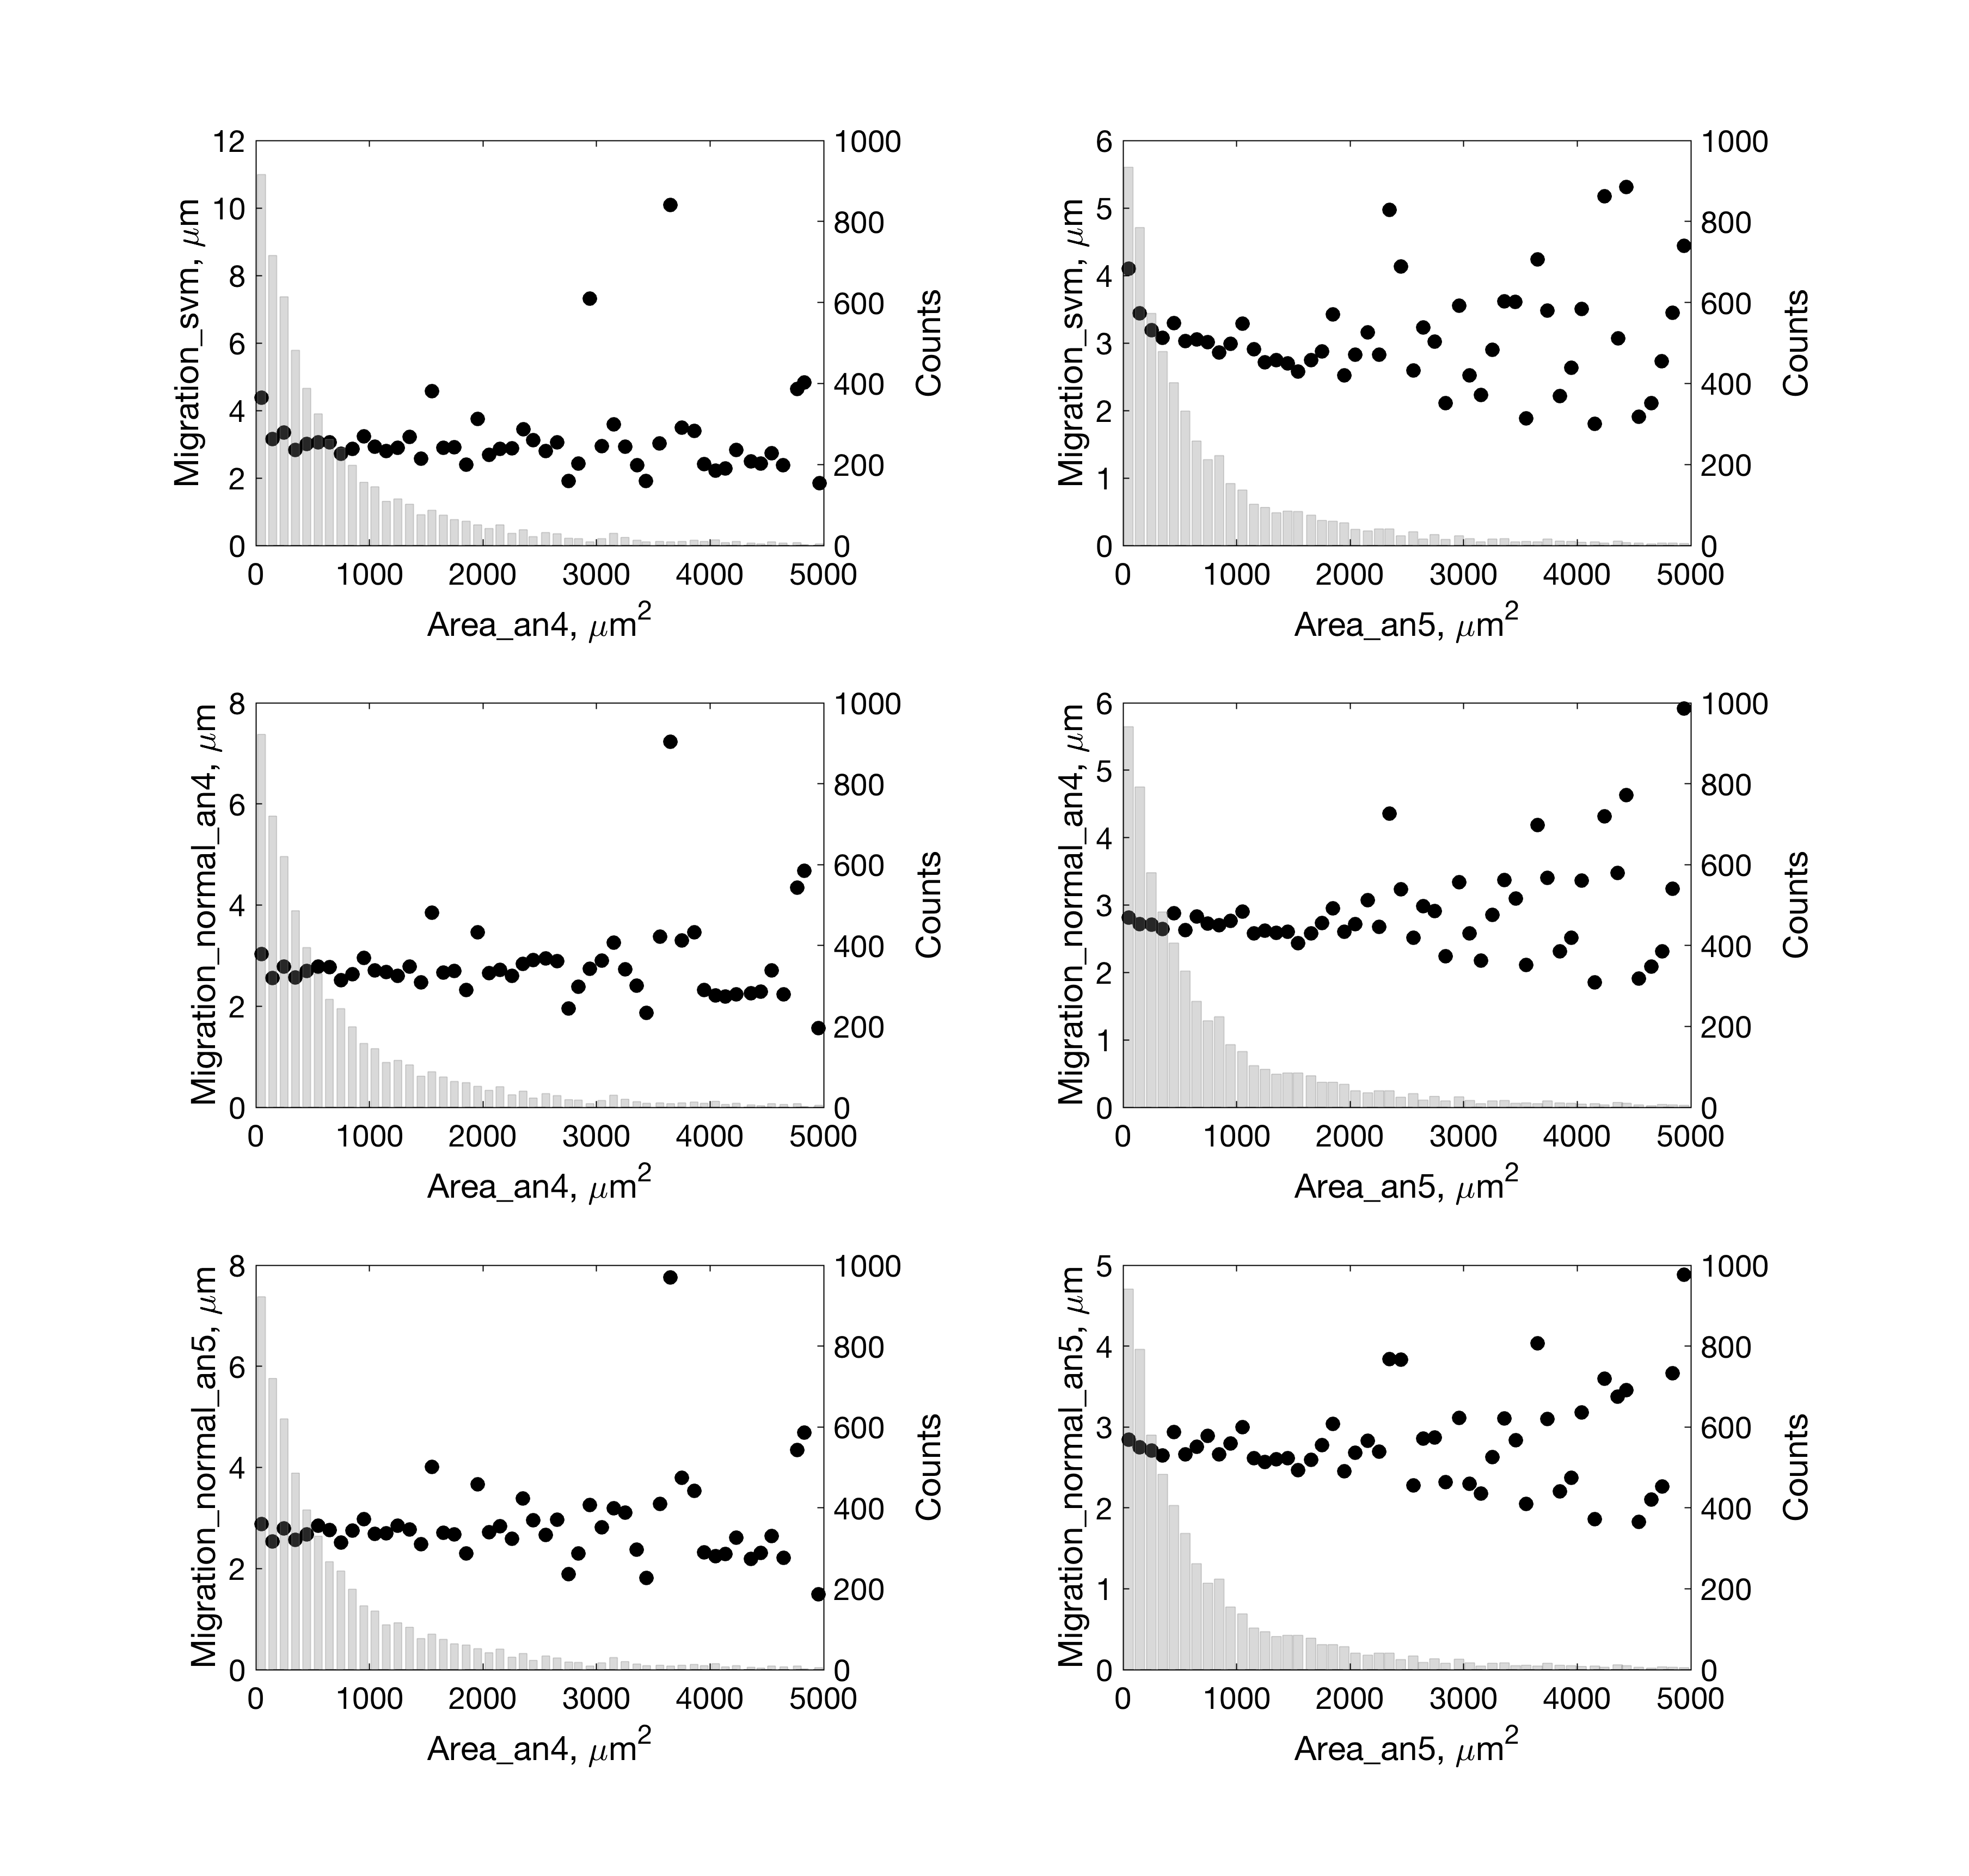 12 1000
10 800
8 600
6 400
4 200
2 0
0
Migration_svm, μm
Counts
0 1000 2000 3000 4000 5000
Area_an4, μm²
6 1000
5 800
4 600
3 400
2 200
1 0
0
Migration_svm, μm
Counts
0 1000 2000 3000 4000 5000
Area_an5, μm²
8 1000
6 800
4 600
2 400
0 200
0
Migration_normal_an4, μm
Counts
0 1000 2000 3000 4000 5000
Area_an4, μm²
6 1000
5 800
4 600
3 400
2 200
1 0
0
Migration_normal_an4, μm
Counts
0 1000 2000 3000 4000 5000
Area_an5, μm²
8 1000
6 800
4 600
2 400
0 200
0
Migration_normal_an5, μm
Counts
0 1000 2000 3000 4000 5000
Area_an4, μm²
5 1000
4 800
3 600
2 400
1 200
0 0
Migration_normal_an5, μm
Counts
0 1000 2000 3000 4000 5000
Area_an5, μm²